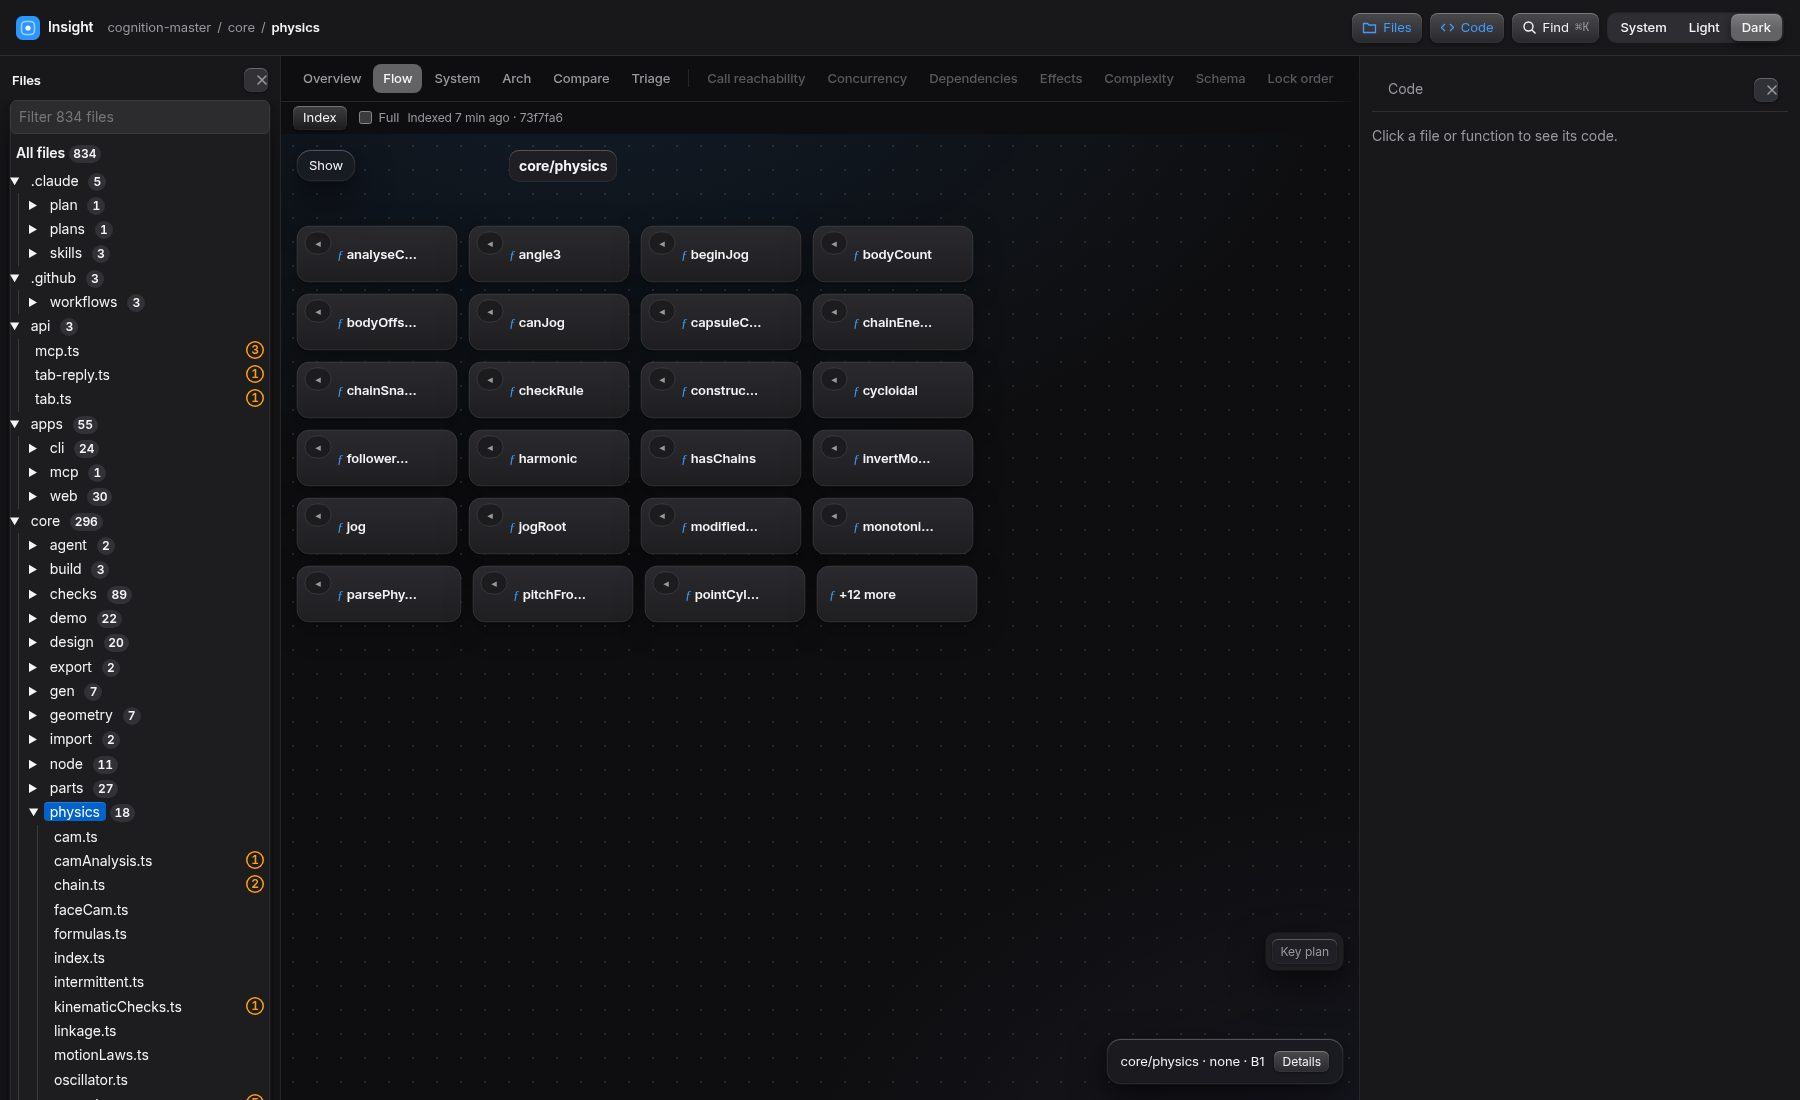 Insight cognition-master / core / physics
Files Code Find ⌘K System Light Dark
Files
Filter 834 files
All files 834
.claude 5
plan 1
plans 1
skills 3
.github 3
workflows 3
api 3
mcp.ts 3
tab-reply.ts 1
tab.ts 1
apps 55
cli 24
mcp 1
web 30
core 296
agent 2
build 3
checks 89
demo 22
design 20
export 2
gen 7
geometry 7
import 2
node 11
parts 27
physics 18
cam.ts
camAnalysis.ts 1
chain.ts 2
faceCam.ts
formulas.ts
index.ts
intermittent.ts
kinematicChecks.ts 1
linkage.ts
motionLaws.ts
oscillator.ts
Overview Flow System Arch Compare Triage Call reachability Concurrency Dependencies Effects Complexity Schema Lock order
Index Full Indexed 7 min ago · 73f7fa6
Show core/physics
ƒ analyseC... ƒ angle3 ƒ beginJog ƒ bodyCount
ƒ bodyOffs... ƒ canJog ƒ capsuleC... ƒ chainEne...
ƒ chainSna... ƒ checkRule ƒ construc... ƒ cycloidal
ƒ follower... ƒ harmonic ƒ hasChains ƒ invertMo...
ƒ jog ƒ jogRoot ƒ modified... ƒ monotoni...
ƒ parsePhy... ƒ pitchFro... ƒ pointCyl... ƒ +12 more
Key plan
core/physics · none · B1 Details
Code
Click a file or function to see its code.